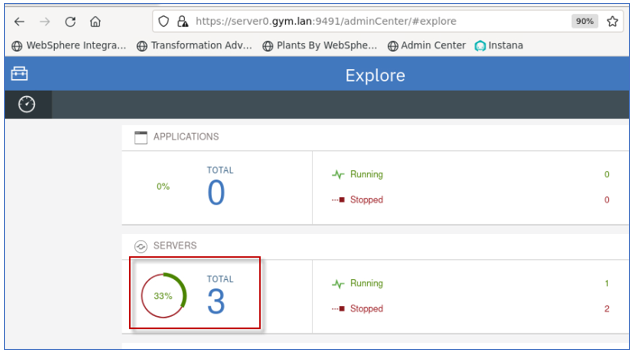 https://server0.gym.lan:9491/adminCenter/#explore
90%
WebSphere Integra... Transformation Adv... Plants By WebSphe... Admin Center Instana
Explore
APPLICATIONS
0%
TOTAL
0
Running 0
Stopped 0
SERVERS
33%
TOTAL
3
Running 1
Stopped 2